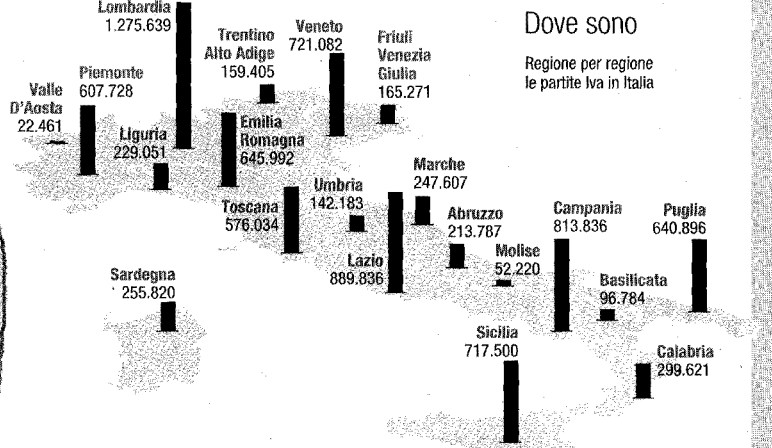 Dove sono
Regione per regione
le partite Iva in Italia
Lombardia
1.275.639
Trentino
Alto Adige
159.405
Veneto
721.082
Friuli
Venezia
Giulia
165.271
Valle
D'Aosta
22.461
Piemonte
607.728
Liguria
229.051
Emilia
Romagna
645.992
Toscana
576.034
Umbria
142.183
Marche
247.607
Lazio
889.836
Abruzzo
213.787
Molise
52.220
Campania
813.836
Puglia
640.896
Basilicata
96.784
Sardegna
255.820
Sicilia
717.500
Calabria
299.621